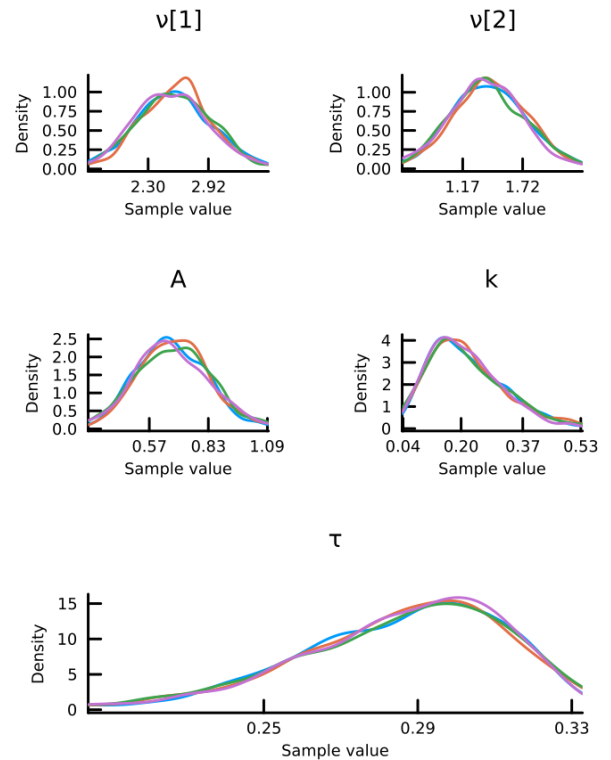 ν[1]
ν[2]
Density
1.00
0.75
0.50
0.25
0.00
2.30 2.92
Sample value
Density
1.00
0.75
0.50
0.25
0.00
1.17 1.72
Sample value
A
k
Density
2.5
2.0
1.5
1.0
0.5
0.0
0.57 0.83 1.09
Sample value
Density
4
3
2
1
0
0.04 0.20 0.37 0.53
Sample value
τ
Density
15
10
5
0
0.25 0.29 0.33
Sample value